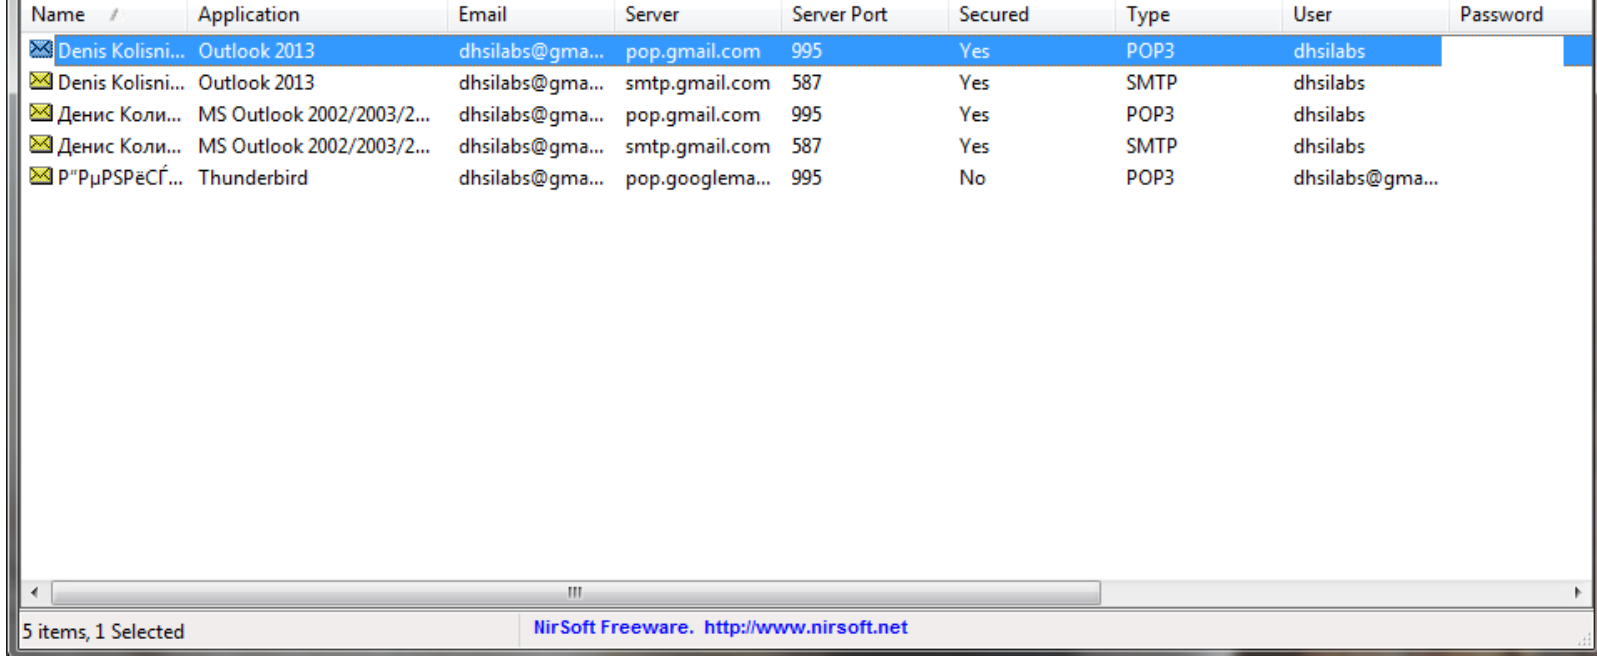 Name / Application Email Server Server Port Secured Type User Password
Denis Kolisni... Outlook 2013 dhsilabs@gma... pop.gmail.com 995 Yes POP3 dhsilabs
Denis Kolisni... Outlook 2013 dhsilabs@gma... smtp.gmail.com 587 Yes SMTP dhsilabs
Денис Коли... MS Outlook 2002/2003/2... dhsilabs@gma... pop.gmail.com 995 Yes POP3 dhsilabs
Денис Коли... MS Outlook 2002/2003/2... dhsilabs@gma... smtp.gmail.com 587 Yes SMTP dhsilabs
Р"РµРSРёСЃ... Thunderbird dhsilabs@gma... pop.googlema... 995 No POP3 dhsilabs@gma...
5 items, 1 Selected NirSoft Freeware. http://www.nirsoft.net